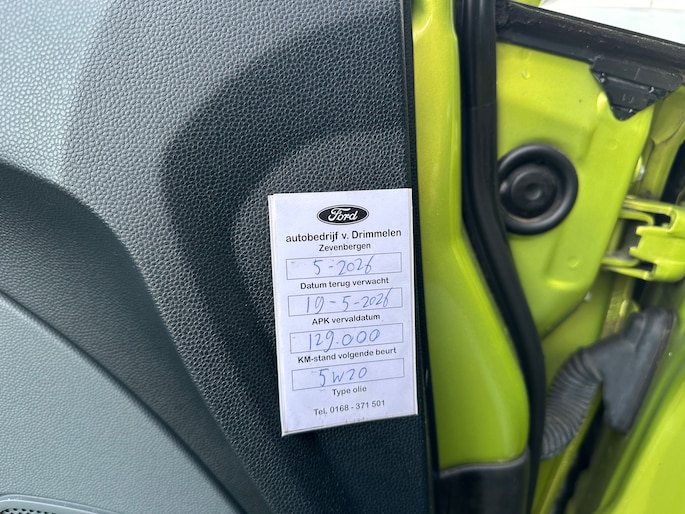 Ford
autobedrijf v. Drimmelen
Zevenbergen
5-2026
Datum terug verwacht
19-5-2026
APK vervaldatum
129.000
KM-stand volgende beurt
5W20
Type olie
Tel. 0168 - 371 501